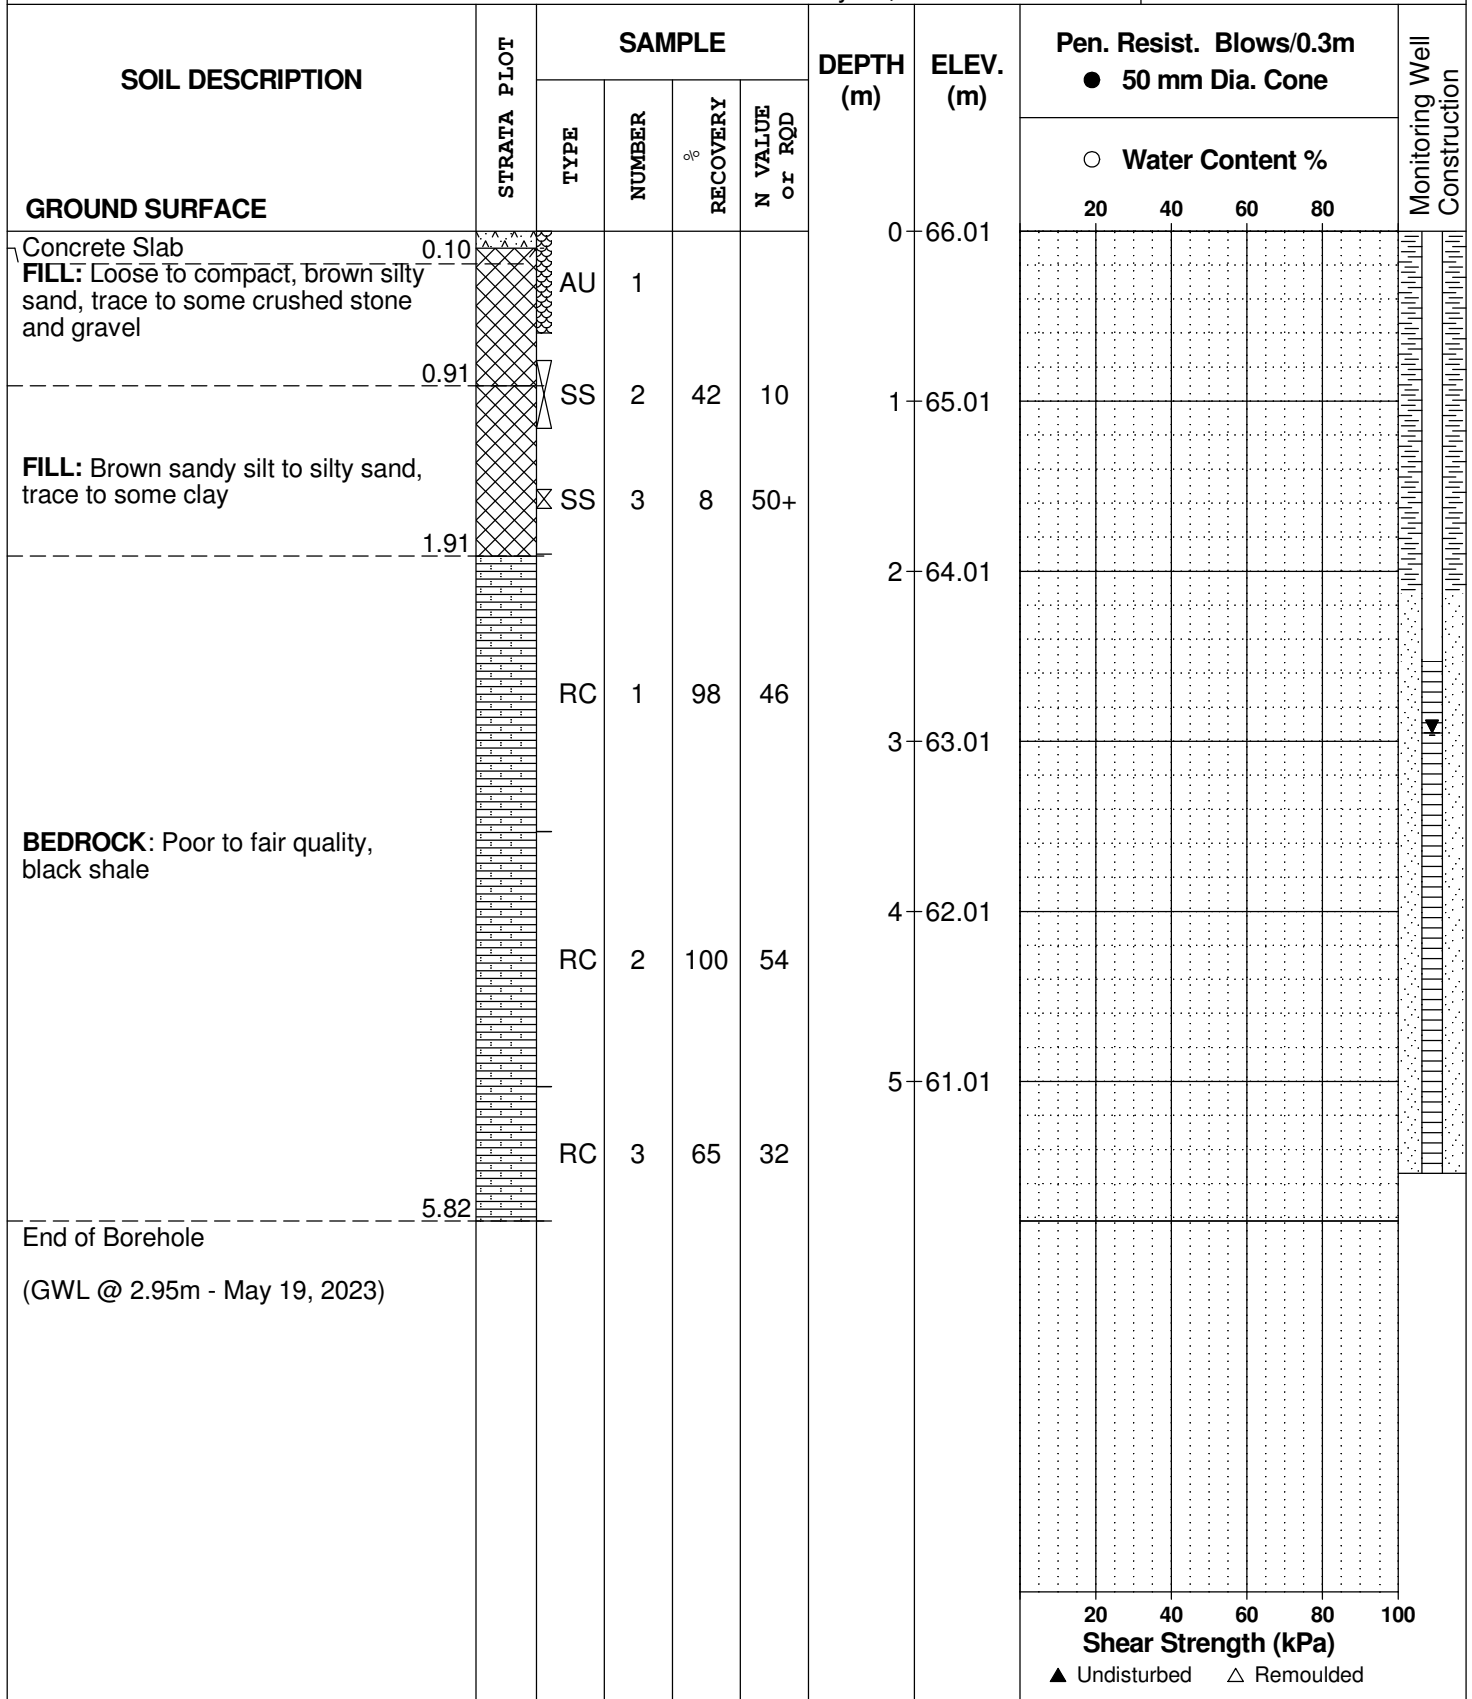 SOIL DESCRIPTION
GROUND SURFACE
STRATA PLOT
SAMPLE
TYPE
NUMBER
% RECOVERY
N VALUE or RQD
DEPTH (m)
ELEV. (m)
Pen. Resist. Blows/0.3m
● 50 mm Dia. Cone
○ Water Content %
20 40 60 80
Monitoring Well Construction
0 66.01
Concrete Slab 0.10
FILL: Loose to compact, brown silty
sand, trace to some crushed stone
and gravel
AU 1
0.91
SS 2 42 10
1 65.01
FILL: Brown sandy silt to silty sand,
trace to some clay
SS 3 8 50+
1.91
2 64.01
RC 1 98 46
3 63.01
BEDROCK: Poor to fair quality,
black shale
4 62.01
RC 2 100 54
5 61.01
RC 3 65 32
5.82
End of Borehole
(GWL @ 2.95m - May 19, 2023)
20 40 60 80 100
Shear Strength (kPa)
▲ Undisturbed △ Remoulded